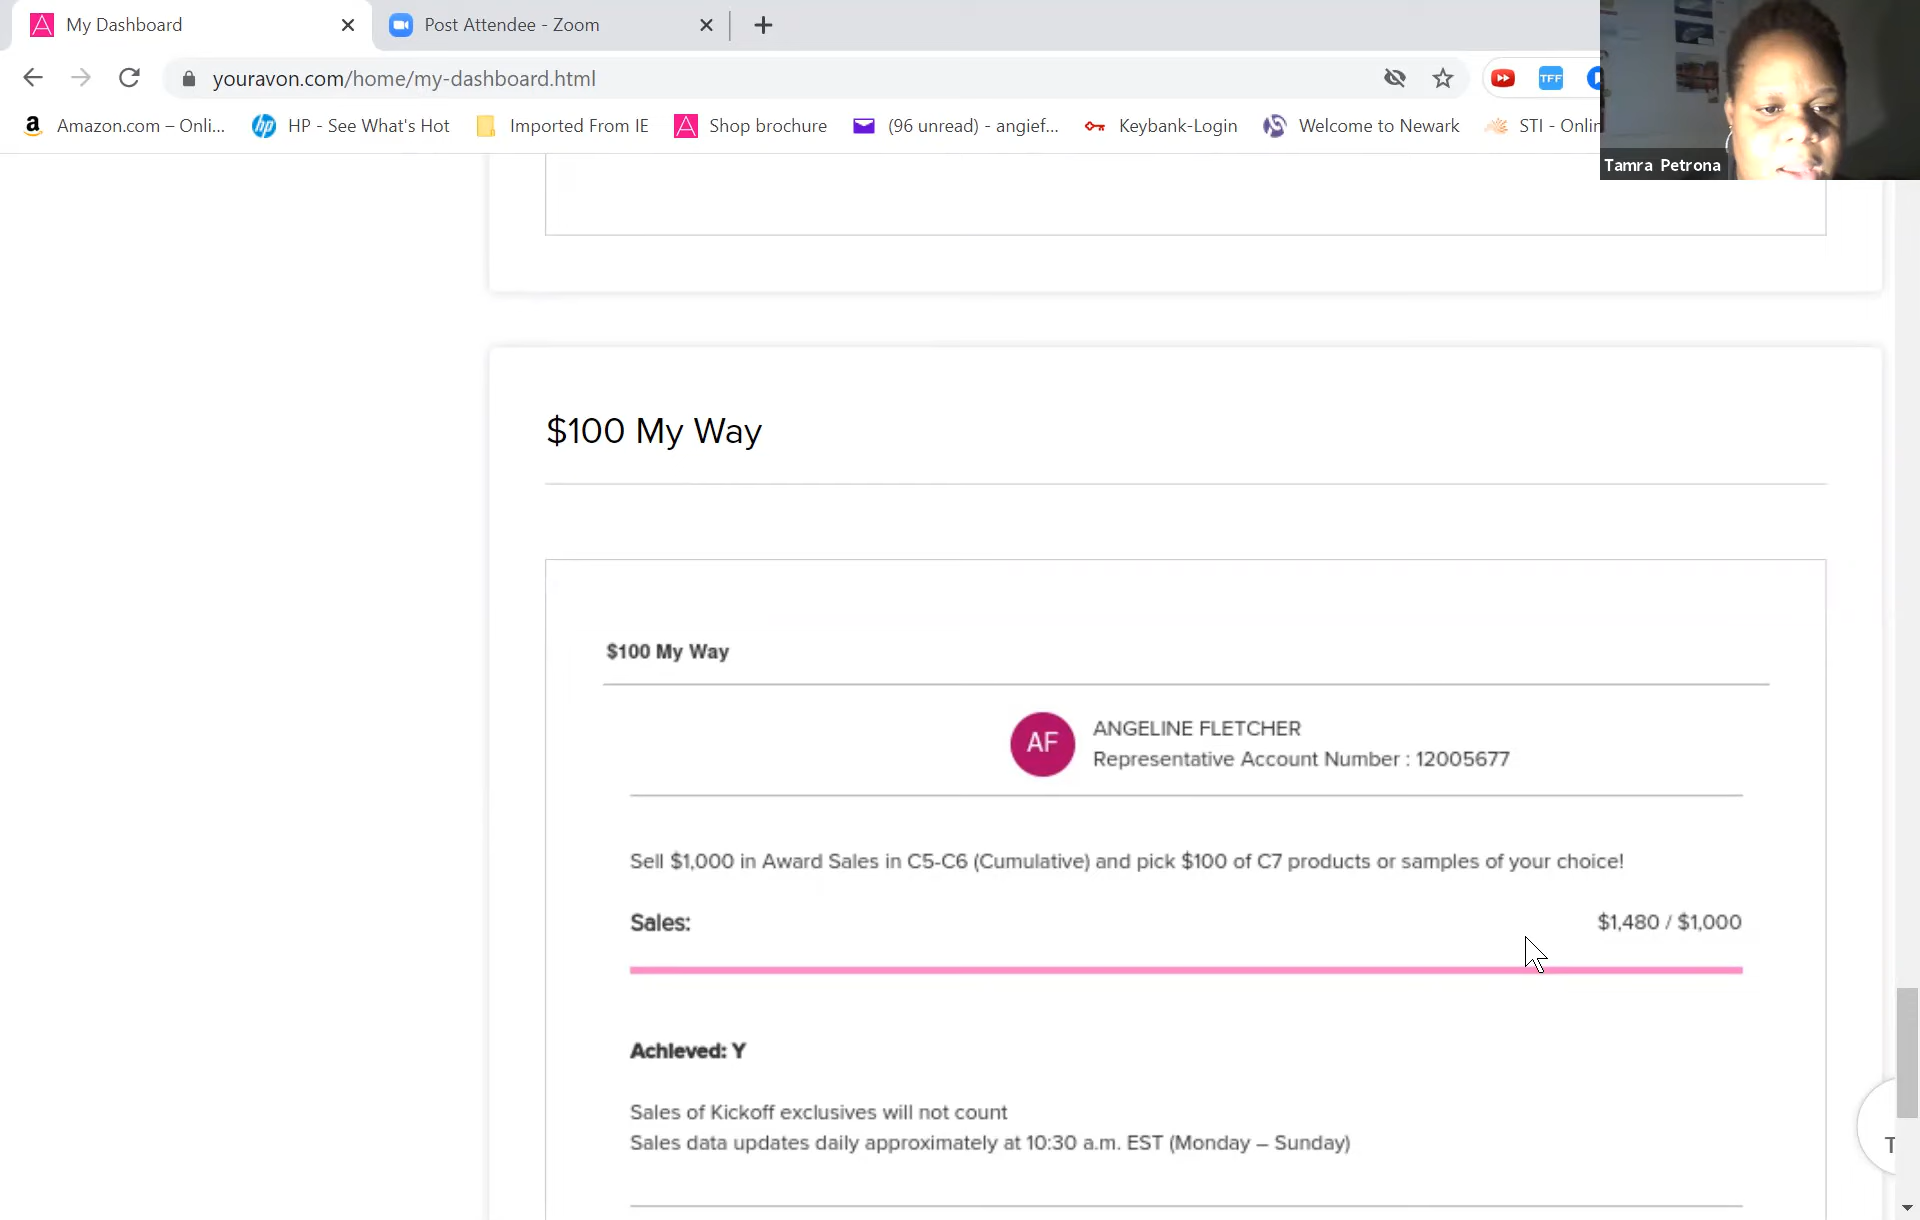 My Dashboard
Post Attendee - Zoom
youravon.com/home/my-dashboard.html
TFF
Amazon.com – Onli...
HP - See What's Hot
Imported From IE
Shop brochure
(96 unread) - angief...
Keybank-Login
Welcome to Newark
STI - Onlin
Tamra Petrona
$100 My Way
$100 My Way
AF
ANGELINE FLETCHER
Representative Account Number : 12005677
Sell $1,000 in Award Sales in C5-C6 (Cumulative) and pick $100 of C7 products or samples of your choice!
Sales:
$1,480 / $1,000
Achieved: Y
Sales of Kickoff exclusives will not count
Sales data updates daily approximately at 10:30 a.m. EST (Monday – Sunday)
T